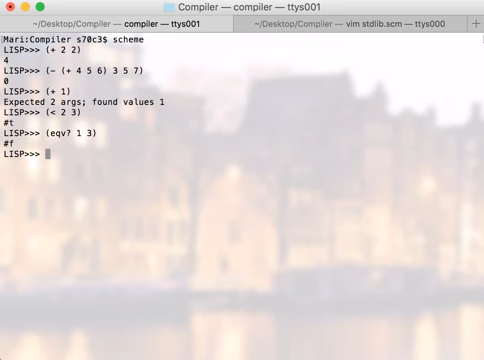 Compiler — compiler — ttys001
~/Desktop/Compiler — compiler — ttys001
~/Desktop/Compiler — vim stdlib.scm — ttys000
Mari:Compiler s70c3$ scheme
LISP>>> (+ 2 2)
4
LISP>>> (- (+ 4 5 6) 3 5 7)
0
LISP>>> (+ 1)
Expected 2 args; found values 1
LISP>>> (< 2 3)
#t
LISP>>> (eqv? 1 3)
#f
LISP>>>